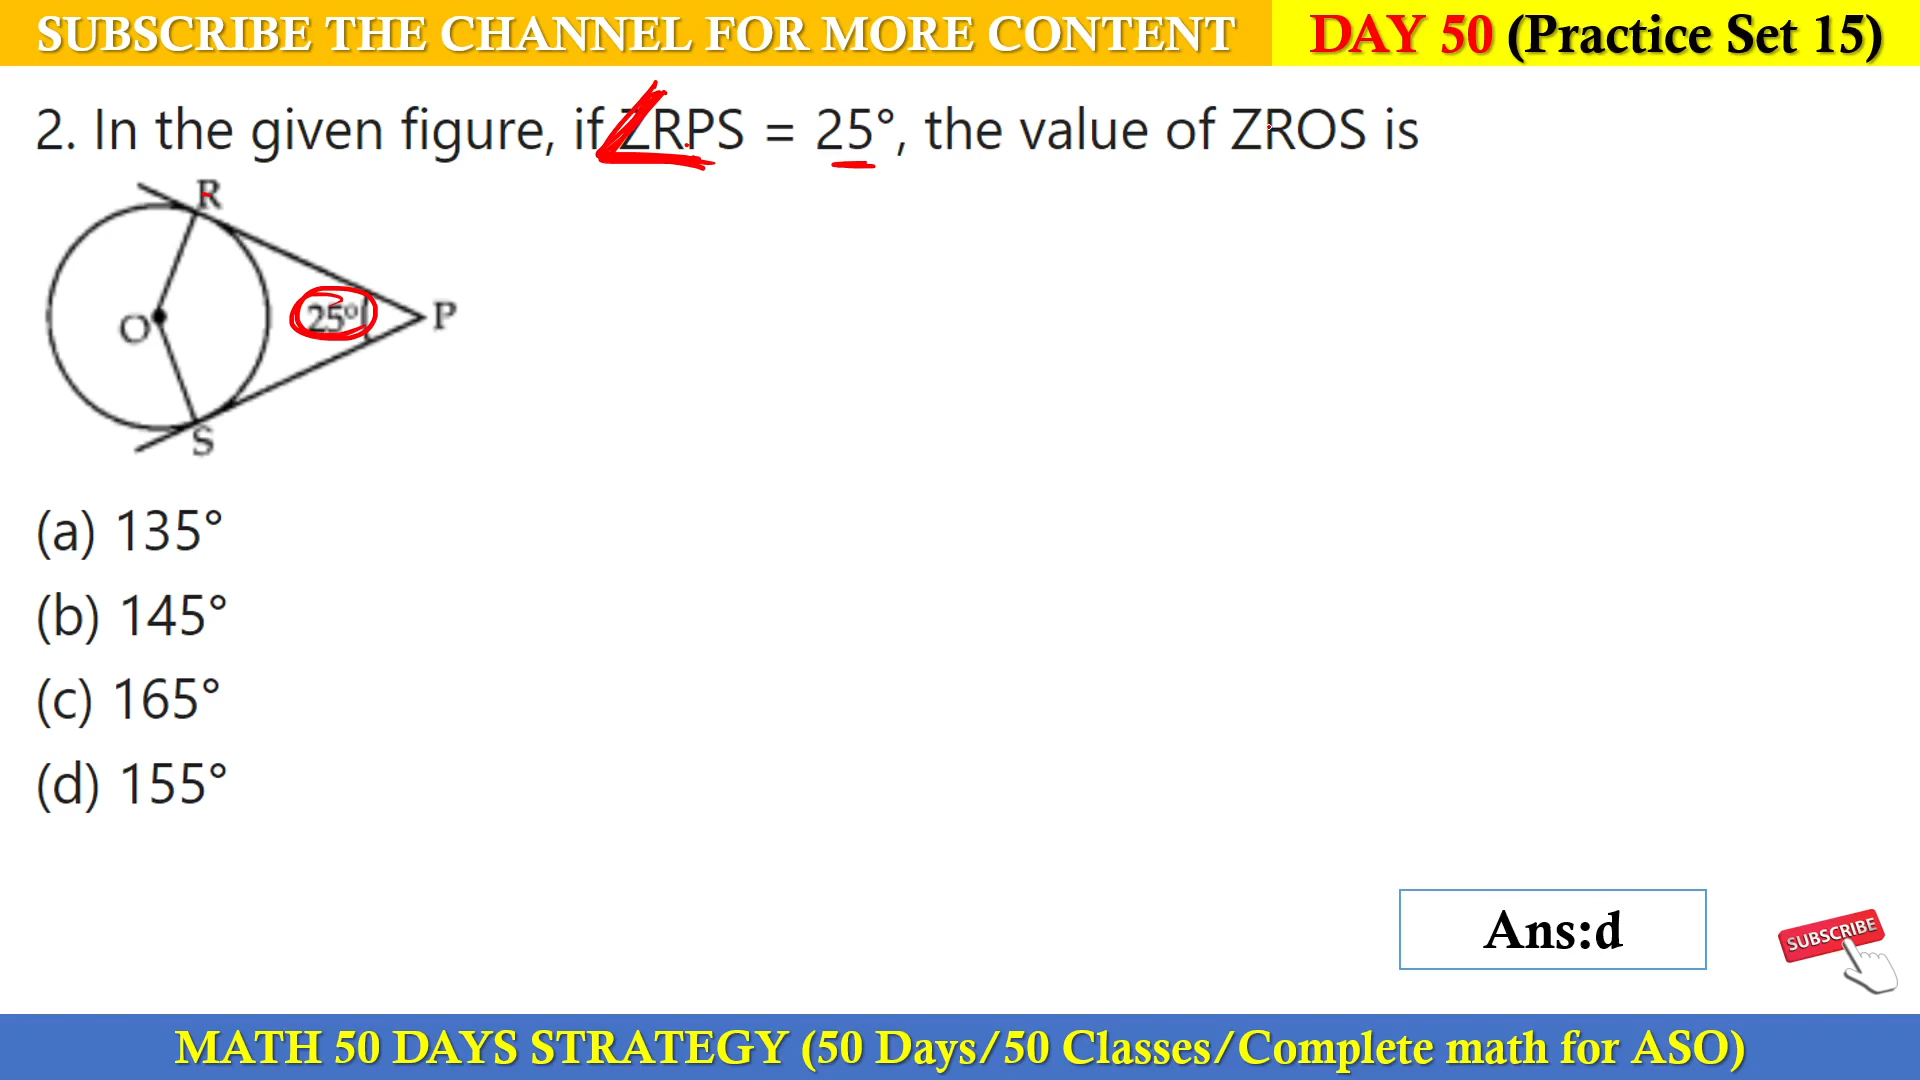 SUBSCRIBE THE CHANNEL FOR MORE CONTENT
DAY 50 (Practice Set 15)
2. In the given figure, if ZRPS = 25°, the value of ZROS is
R
O
25°
P
S
(a) 135°
(b) 145°
(c) 165°
(d) 155°
Ans:d
SUBSCRIBE
MATH 50 DAYS STRATEGY (50 Days/50 Classes/Complete math for ASO)